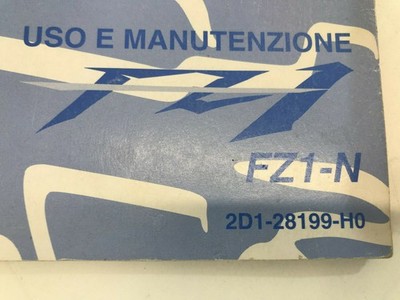 USO E MANUTENZIONE
FZ1
FZ1-N
2D1-28199-H0